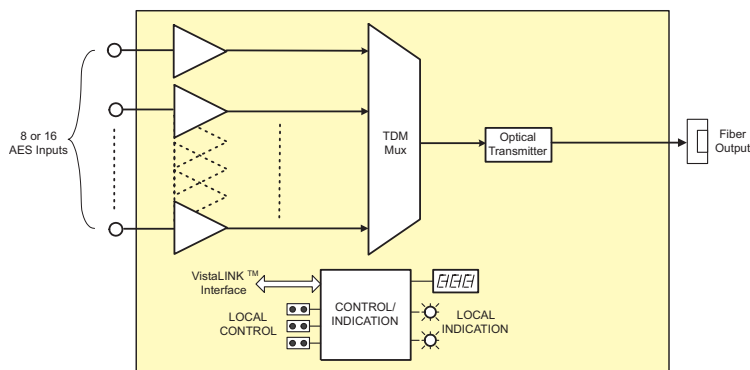 8 or 16
AES Inputs
TDM
Mux
Optical
Transmitter
Fiber
Output
VistaLINK ™
Interface
LOCAL
CONTROL
CONTROL/
INDICATION
LOCAL
INDICATION